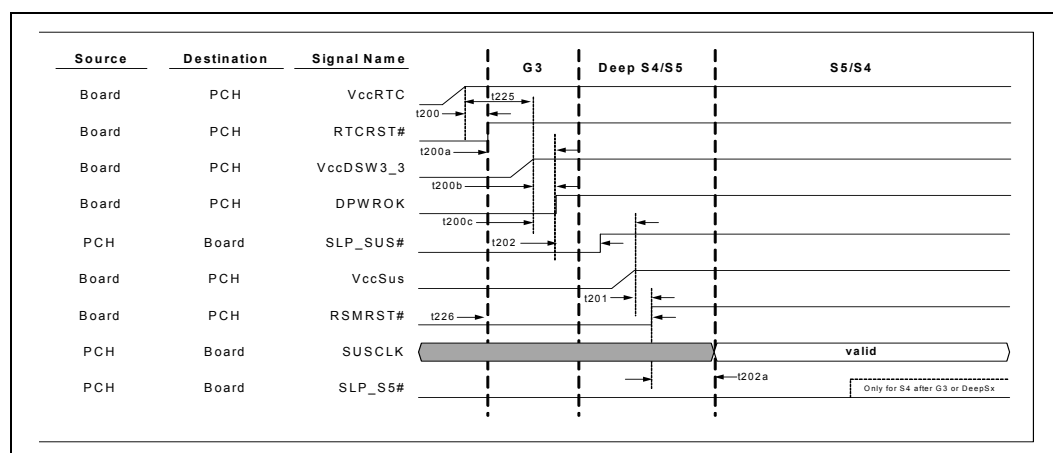 Source Destination Signal Name G3 Deep S4/S5 S5/S4
Board PCH VccRTC t225
t200
Board PCH RTCRST#
t200a
Board PCH VccDSW3_3
t200b
Board PCH DPWROK
t200c
PCH Board SLP_SUS# t202
Board PCH VccSus
t201
Board PCH RSMRST# t226
PCH Board SUSCLK valid
t202a
PCH Board SLP_S5# Only for S4 after G3 or DeepSx